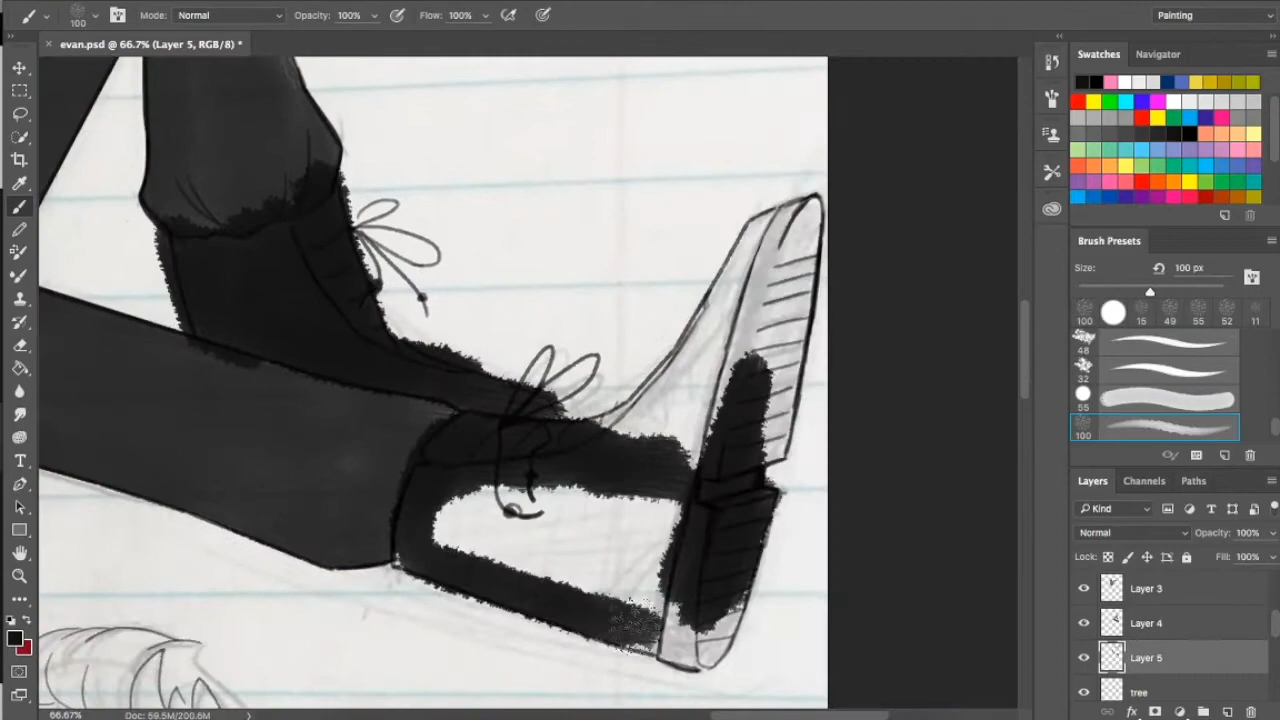 100 Mode: Normal Opacity: 100% Flow: 100% Painting
× evan.psd @ 66.7% (Layer 5, RGB/8) *
Swatches Navigator
Brush Presets
Size: 100 px
100 15 49 55 52 11
48
32
55
100
Layers Channels Paths
Kind
Normal Opacity: 100%
Lock: Fill: 100%
Layer 3
Layer 4
Layer 5
tree
fx
66.67% Doc: 59.5M/200.6M